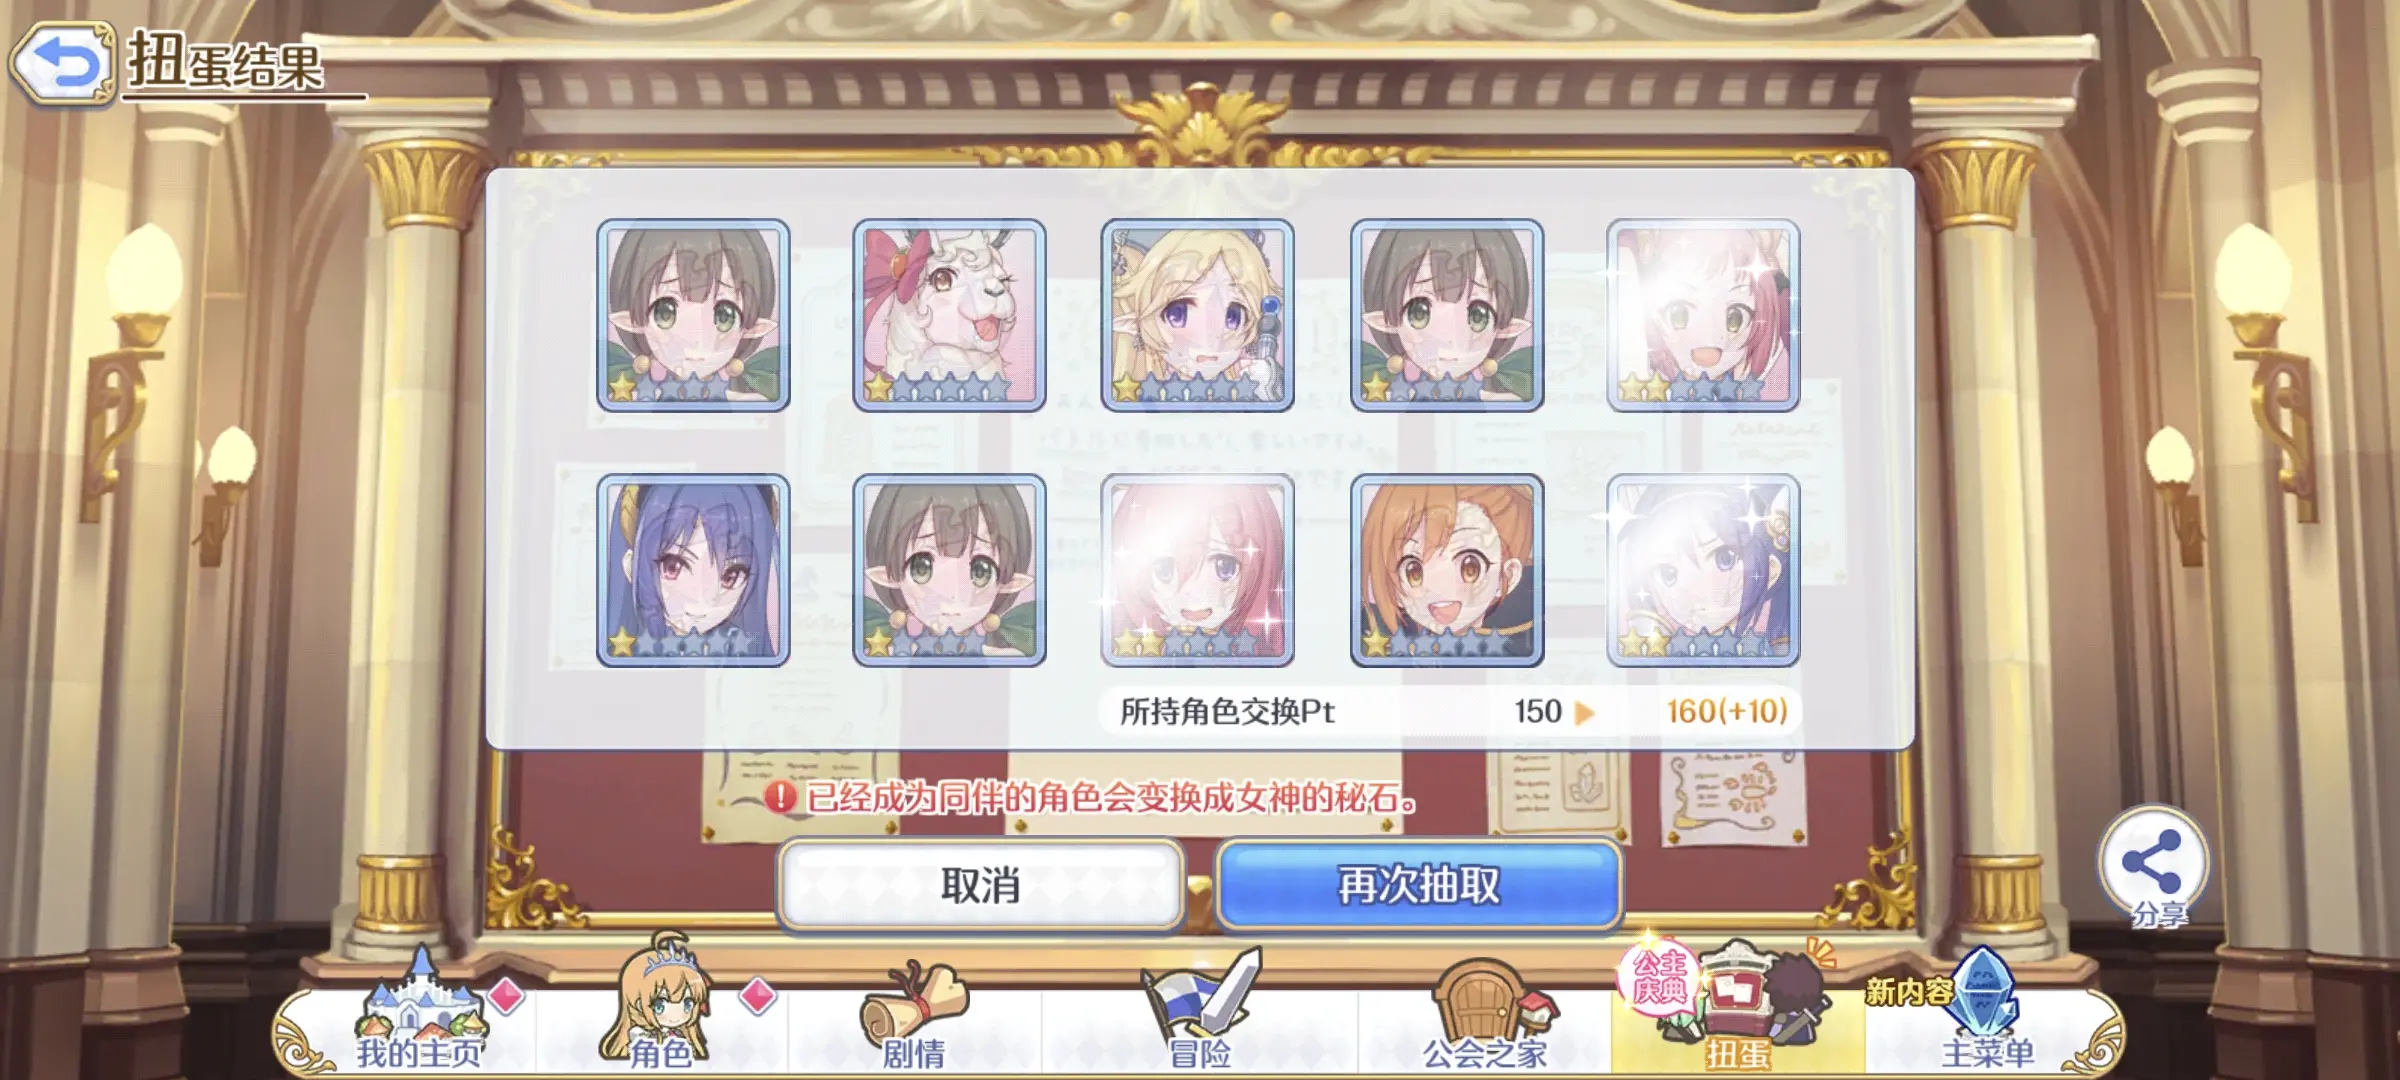 扭蛋结果
所持角色交换Pt 150 160(+10)
已经成为同伴的角色会变换成女神的秘石。
取消
再次抽取
分享
公主
庆典
新内容
我的主页
角色
剧情
冒险
公会之家
扭蛋
主菜单